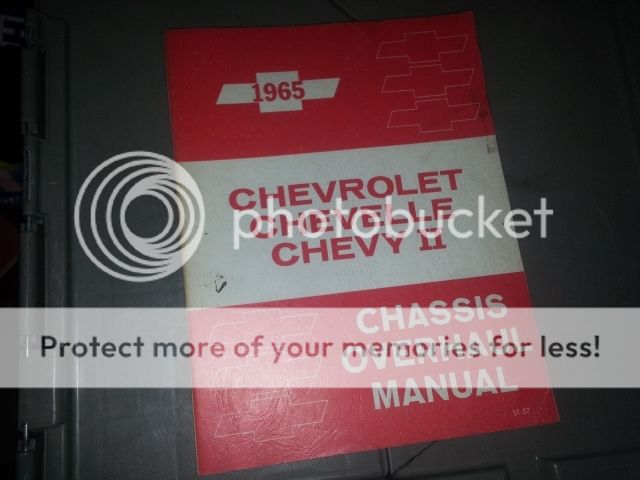 1965
CHEVROLET
CHEVELLE
photobucket
CHEVY II
CHASSIS
Protect more of your memories for less!
OVERHAUL
MANUAL
ST-57